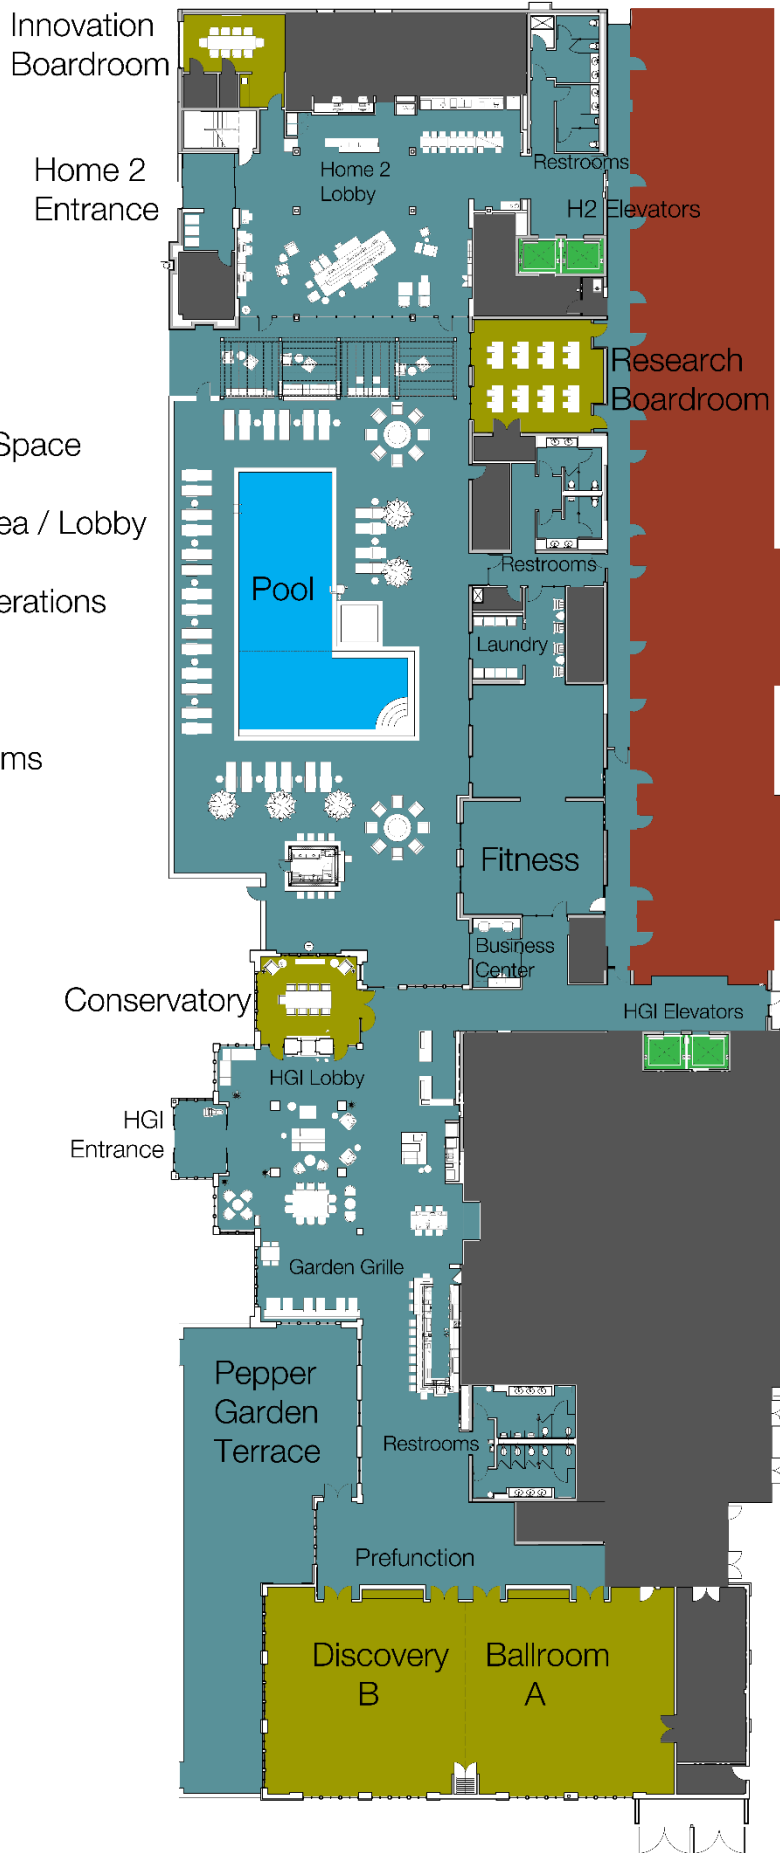 Innovation
Boardroom
Home 2
Entrance
Home 2
Lobby
Restrooms
H2 Elevators
Research
Boardroom
Space
ea / Lobby
erations
ms
Pool
Restrooms
Laundry
Fitness
Business
Center
Conservatory
HGI Elevators
HGI Lobby
HGI
Entrance
Garden Grille
Pepper
Garden
Terrace
Restrooms
Prefunction
Discovery Ballroom
B A